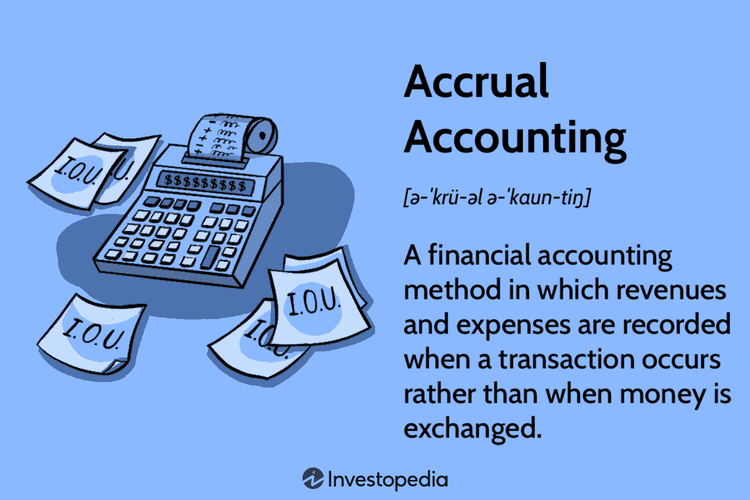 Accrual
Accounting
[ə-ˈkrü-əl ə-ˈkaun-tiŋ]
A financial accounting
method in which revenues
and expenses are recorded
when a transaction occurs
rather than when money is
exchanged.
$$$$$$$$$
I.O.U.
U.
I.O.U.
I.O.U.
I.O.U.
Investopedia